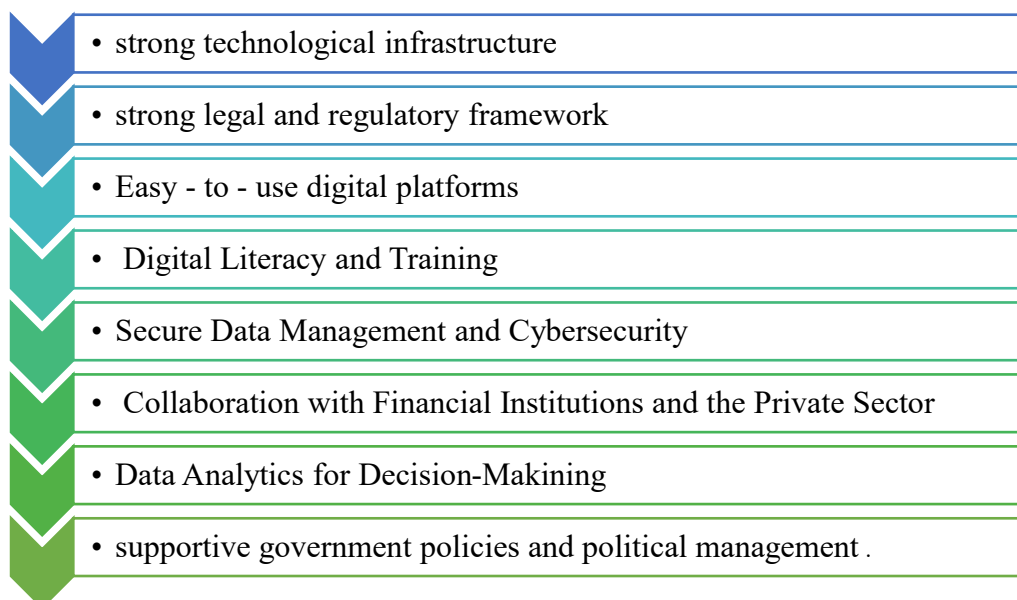 • strong technological infrastructure
• strong legal and regulatory framework
• Easy - to - use digital platforms
• Digital Literacy and Training
• Secure Data Management and Cybersecurity
• Collaboration with Financial Institutions and the Private Sector
• Data Analytics for Decision-Makining
• supportive government policies and political management .